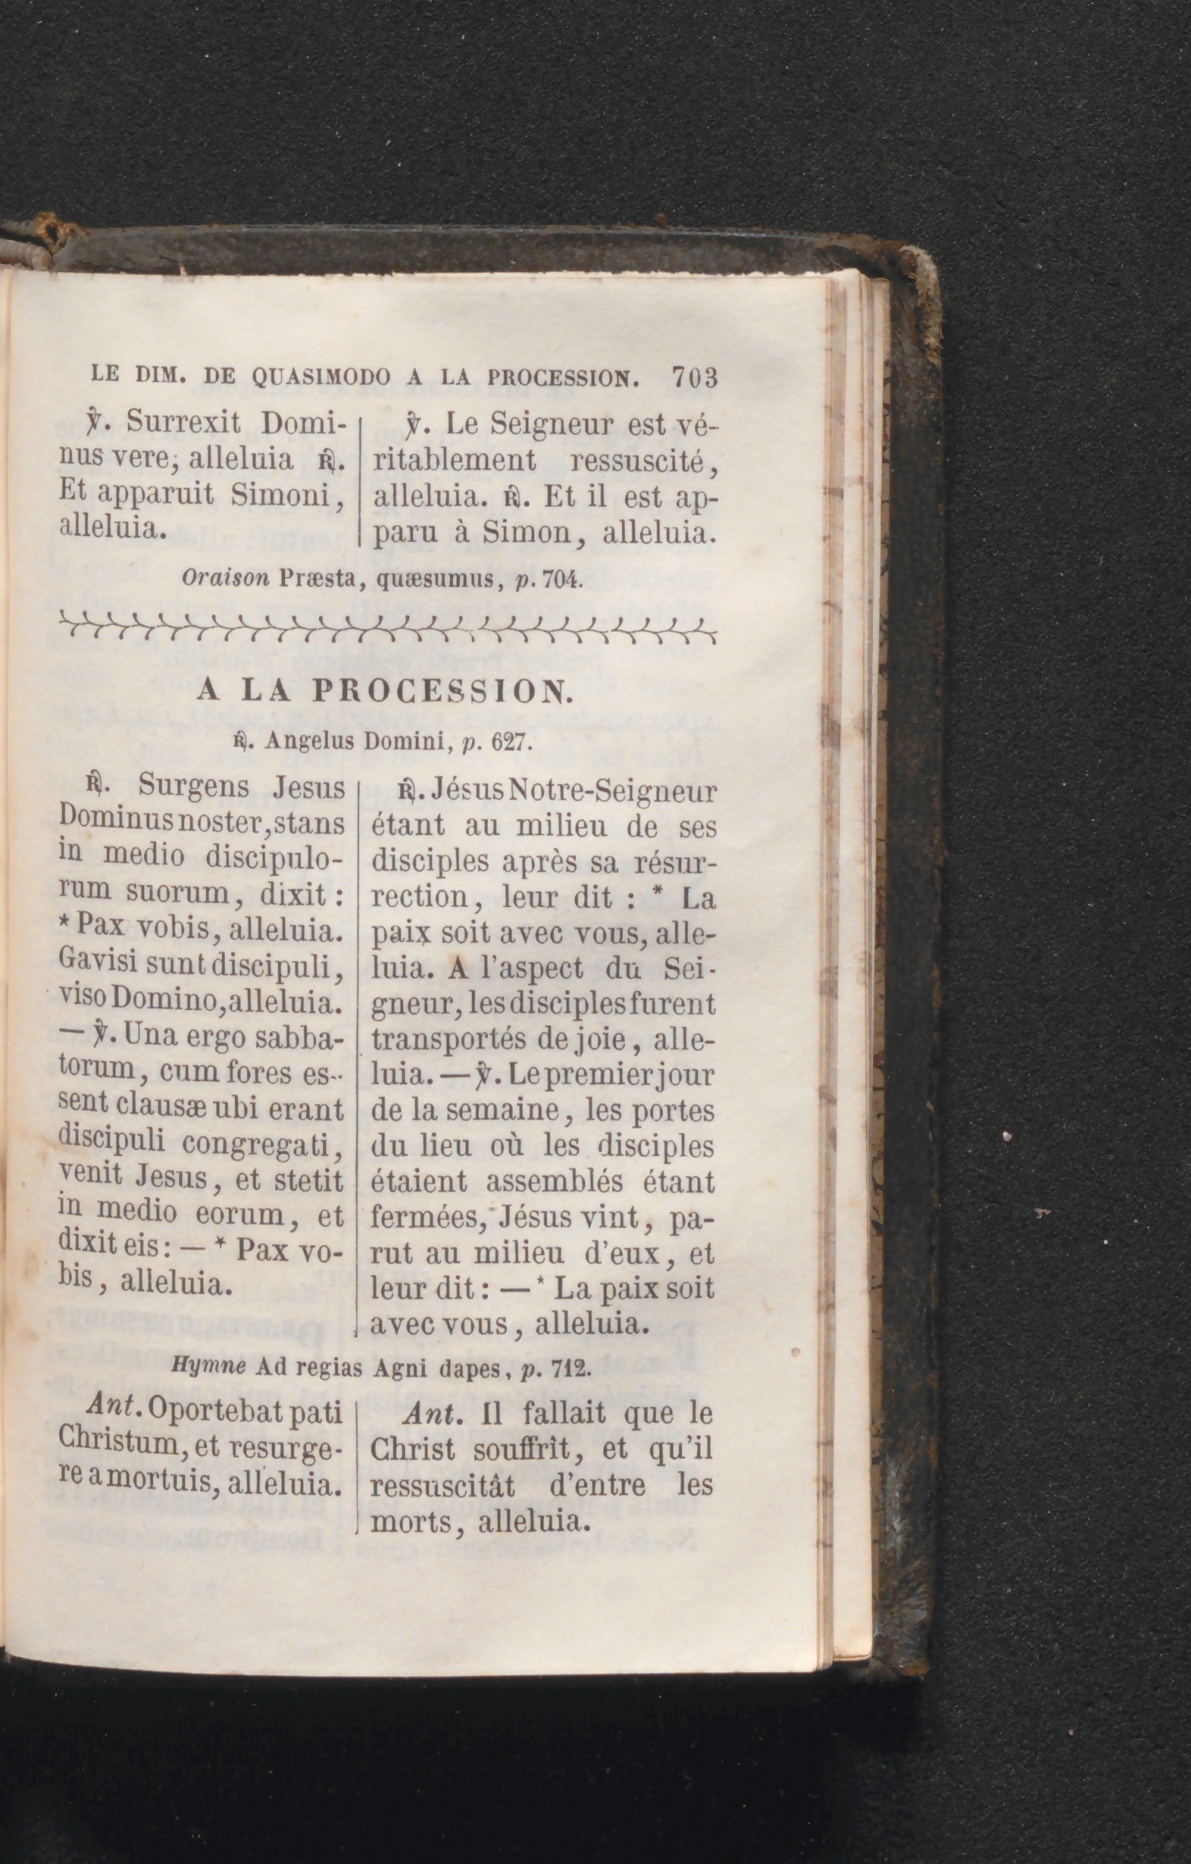 LE DIM. DE QUASIMODO A LA PROCESSION. 703
℣. Surrexit Domi-
nus vere, alleluia ℟.
Et apparuit Simoni,
alleluia.
℣. Le Seigneur est vé-
ritablement ressuscité,
alleluia. ℟. Et il est ap-
paru à Simon, alleluia.
Oraison Præsta, quæsumus, p. 704.
A LA PROCESSION.
℟. Angelus Domini, p. 627.
℟. Surgens Jesus
Dominus noster, stans
in medio discipulo-
rum suorum, dixit :
* Pax vobis, alleluia.
Gavisi sunt discipuli,
viso Domino, alleluia.
— ℣. Una ergo sabba-
torum, cum fores es-
sent clausæ ubi erant
discipuli congregati,
venit Jesus, et stetit
in medio eorum, et
dixit eis : — * Pax vo-
bis, alleluia.
℟. Jésus Notre-Seigneur
étant au milieu de ses
disciples après sa résur-
rection, leur dit : * La
paix soit avec vous, alle-
luia. A l'aspect du Sei-
gneur, les disciples furent
transportés de joie, alle-
luia. — ℣. Le premier jour
de la semaine, les portes
du lieu où les disciples
étaient assemblés étant
fermées, Jésus vint, pa-
rut au milieu d'eux, et
leur dit : — * La paix soit
avec vous, alleluia.
Hymne Ad regias Agni dapes, p. 712.
Ant. Oportebat pati
Christum, et resurge-
re a mortuis, alleluia.
Ant. Il fallait que le
Christ souffrît, et qu'il
ressuscitât d'entre les
morts, alleluia.